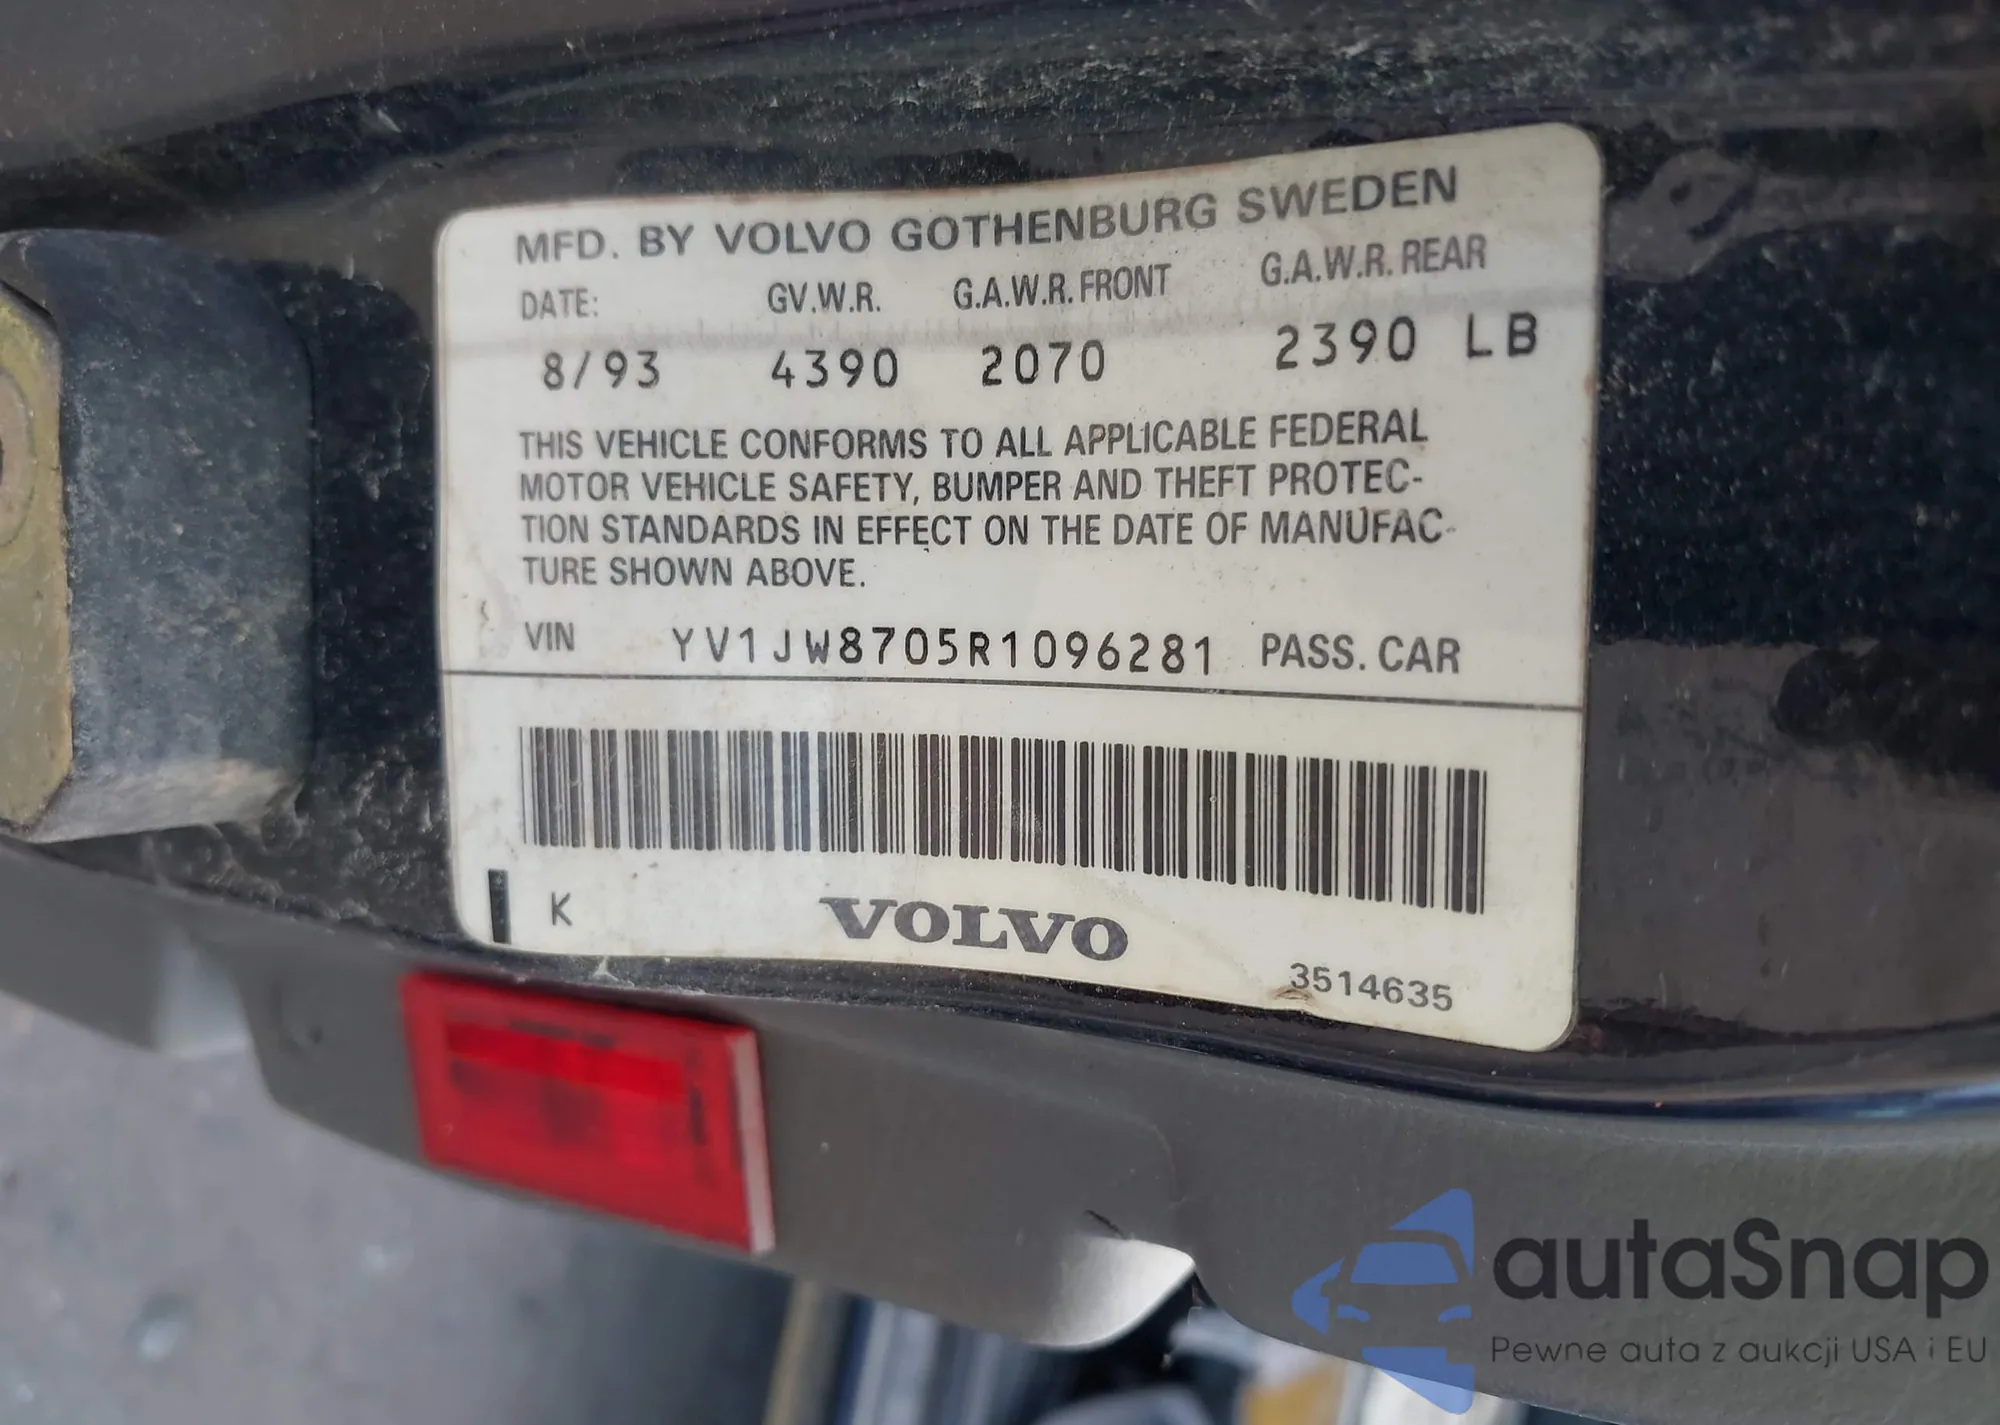 MFD. BY VOLVO GOTHENBURG SWEDEN
DATE: GV.W.R. G.A.W.R. FRONT G.A.W.R. REAR
8/93 4390 2070 2390 LB
THIS VEHICLE CONFORMS TO ALL APPLICABLE FEDERAL
MOTOR VEHICLE SAFETY, BUMPER AND THEFT PROTEC-
TION STANDARDS IN EFFECT ON THE DATE OF MANUFAC-
TURE SHOWN ABOVE.
VIN YV1JW8705R1096281 PASS. CAR
K VOLVO
3514635
autaSnap
Pewne auta z aukcji USA i EU